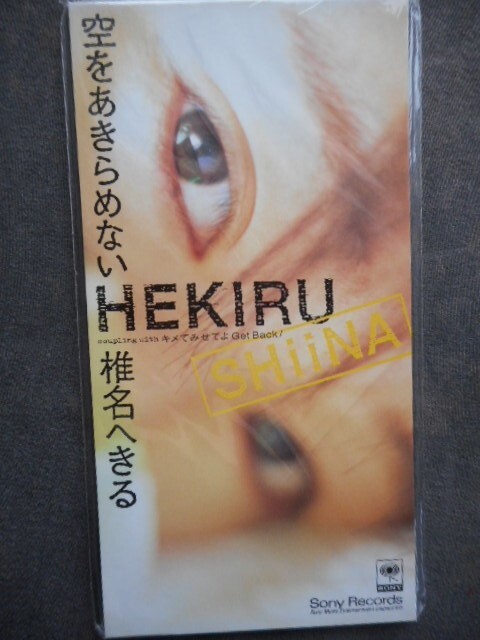 空をあきらめない
HEKIRU
coupling with キメてみせてよ Get Back!
SHiiNA
椎名へきる
SONY
Sony Records